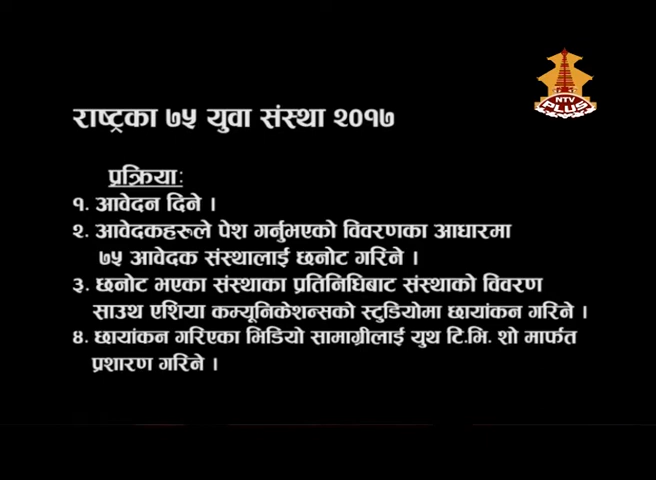 NTV
PLUS
राष्ट्रका ७५ युवा संस्था २०१७
प्रक्रियाः
१. आवेदन दिने ।
२. आवेदकहरुले पेश गर्नुभएको विवरणका आधारमा
७५ आवेदक संस्थालाई छनोट गरिने ।
३. छनोट भएका संस्थाका प्रतिनिधिबाट संस्थाको विवरण
साउथ एशिया कम्यूनिकेशन्सको स्टुडियोमा छायांकन गरिने ।
४. छायांकन गरिएका भिडियो सामाग्रीलाई युथ टि.भि. शो मार्फत
प्रशारण गरिने ।